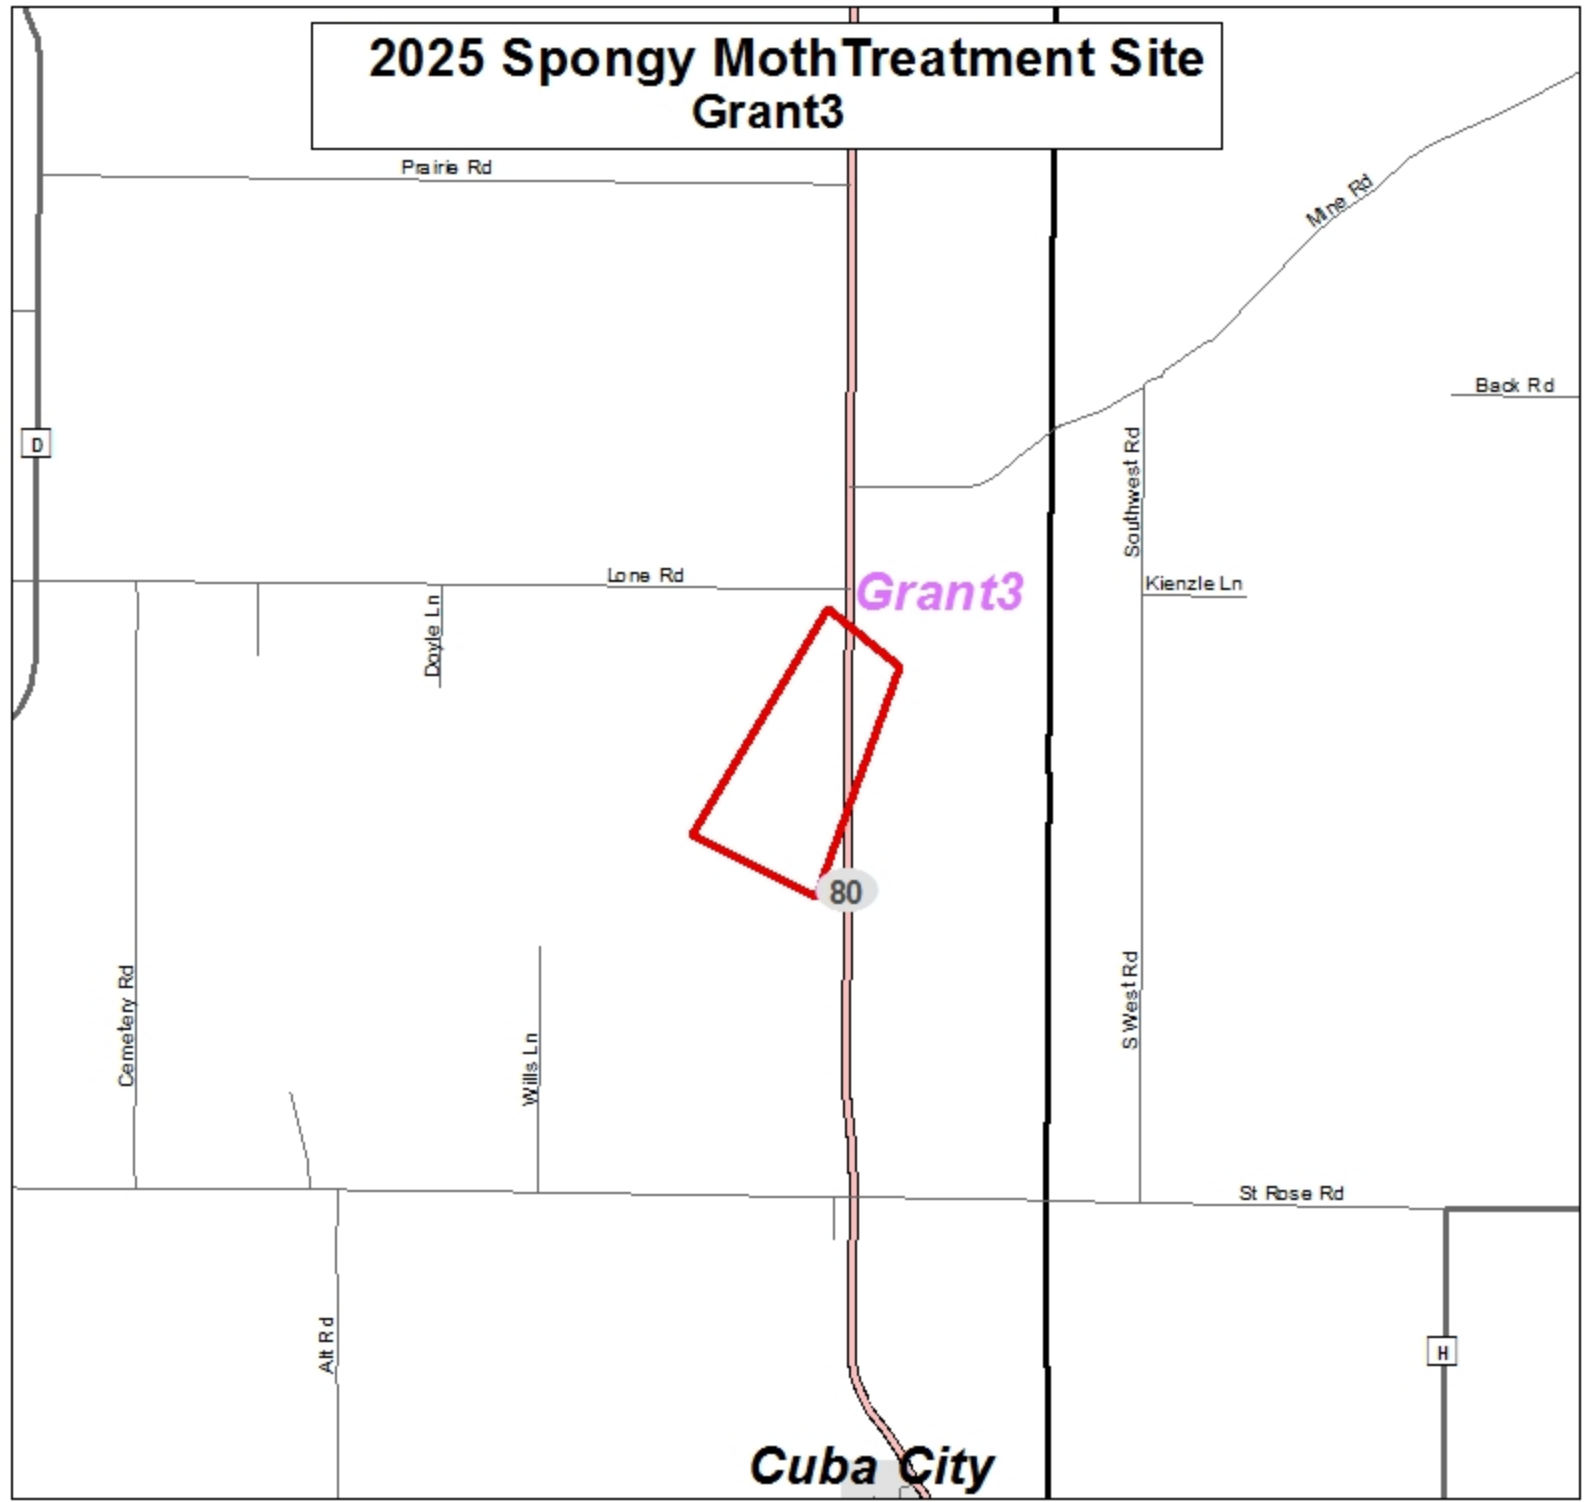 2025 Spongy MothTreatment Site
Grant3
Prairie Rd
Mine Rd
Back Rd
D
Southwest Rd
Lone Rd
Grant3
Kienzle Ln
Doyle Ln
80
Cemetery Rd
S West Rd
Wills Ln
St Rose Rd
Alt Rd
H
Cuba City